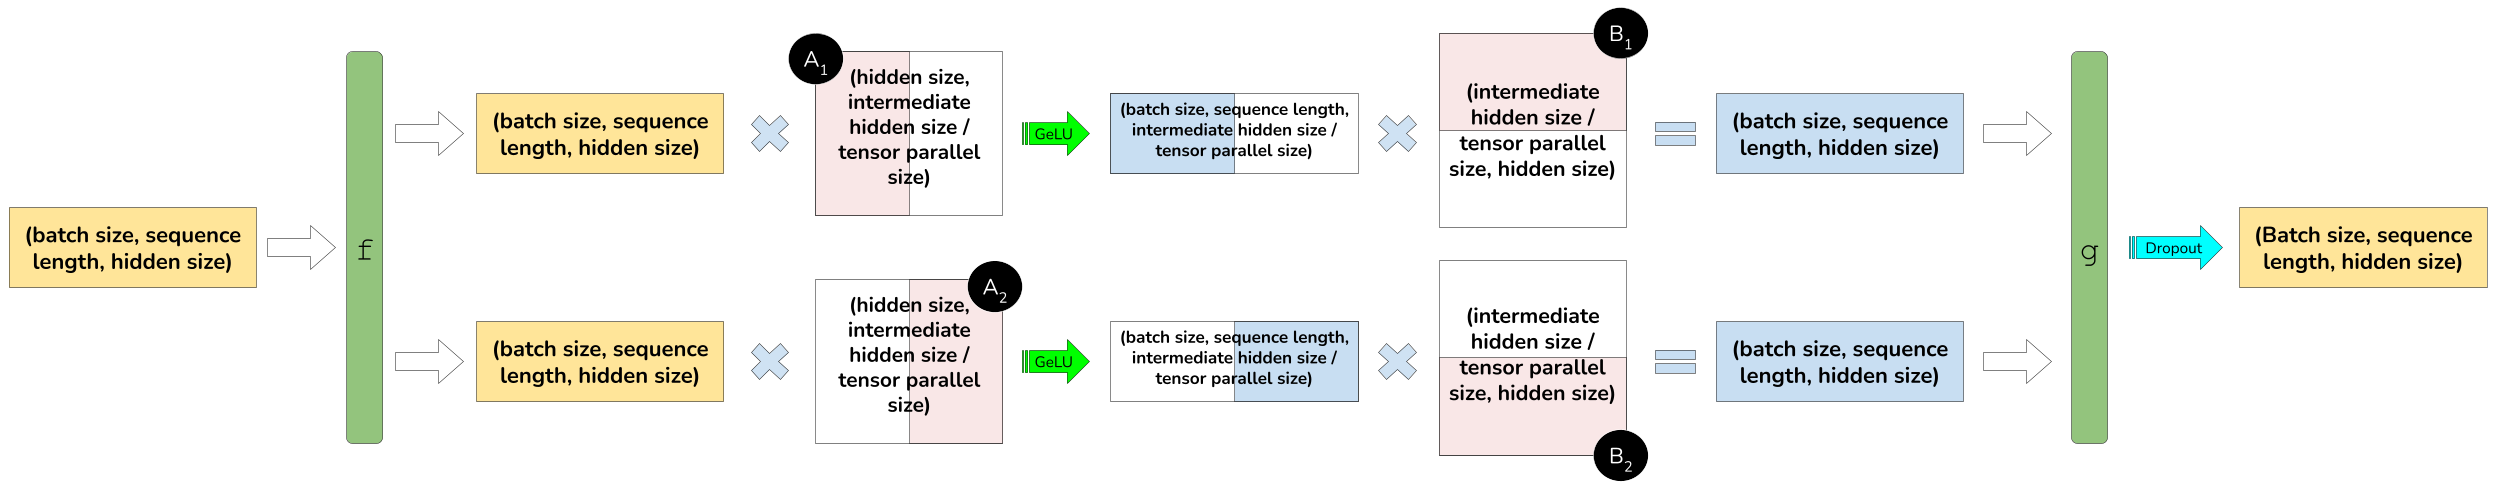 (batch size, sequence
length, hidden size)
f
(batch size, sequence
length, hidden size)
A1
(hidden size,
intermediate
hidden size /
tensor parallel
size)
GeLU
(batch size, sequence length,
intermediate hidden size /
tensor parallel size)
B1
(intermediate
hidden size /
tensor parallel
size, hidden size)
(batch size, sequence
length, hidden size)
(batch size, sequence
length, hidden size)
A2
(hidden size,
intermediate
hidden size /
tensor parallel
size)
GeLU
(batch size, sequence length,
intermediate hidden size /
tensor parallel size)
(intermediate
hidden size /
tensor parallel
size, hidden size)
B2
(batch size, sequence
length, hidden size)
g
Dropout
(Batch size, sequence
length, hidden size)